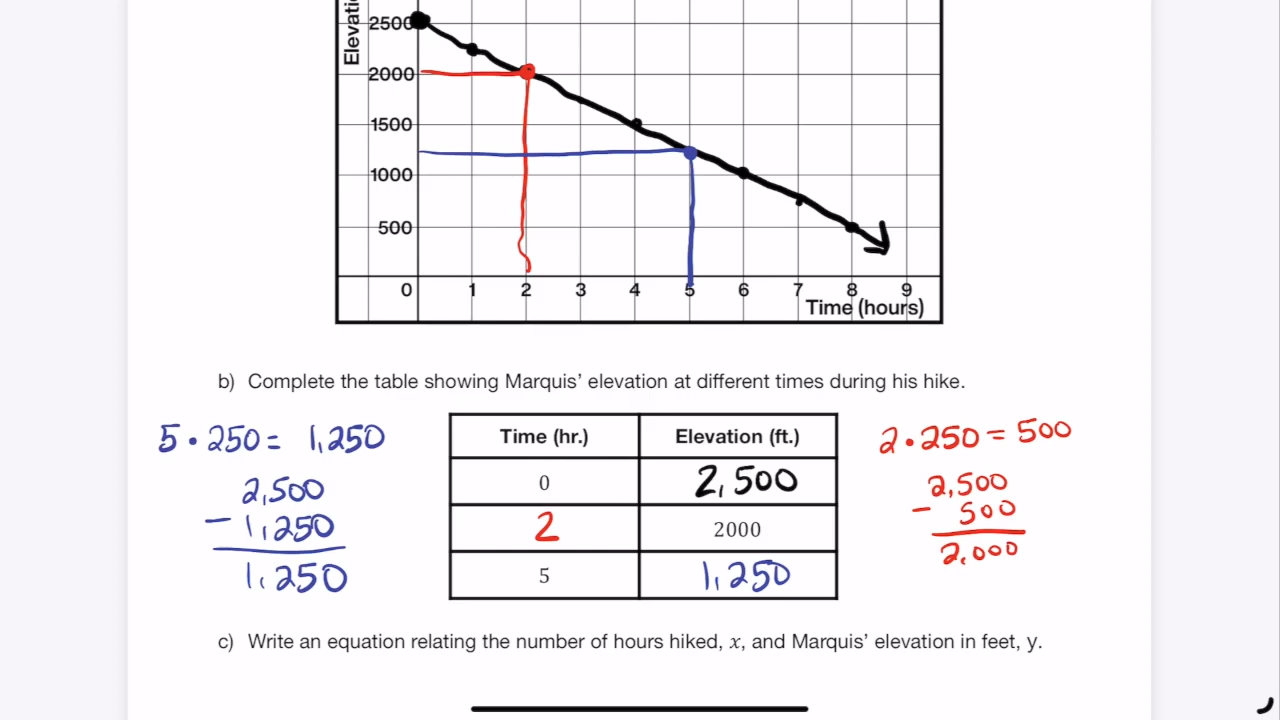 Elevati
2500
2000
1500
1000
500
0 1 2 3 4 5 6 7 8 9
Time (hours)
b) Complete the table showing Marquis’ elevation at different times during his hike.
5 • 250 = 1,250
2,500
− 1,250
1,250
Time (hr.) Elevation (ft.)
0 2,500
2 2000
5 1,250
2 • 250 = 500
2,500
− 500
2,000
c) Write an equation relating the number of hours hiked, x, and Marquis’ elevation in feet, y.